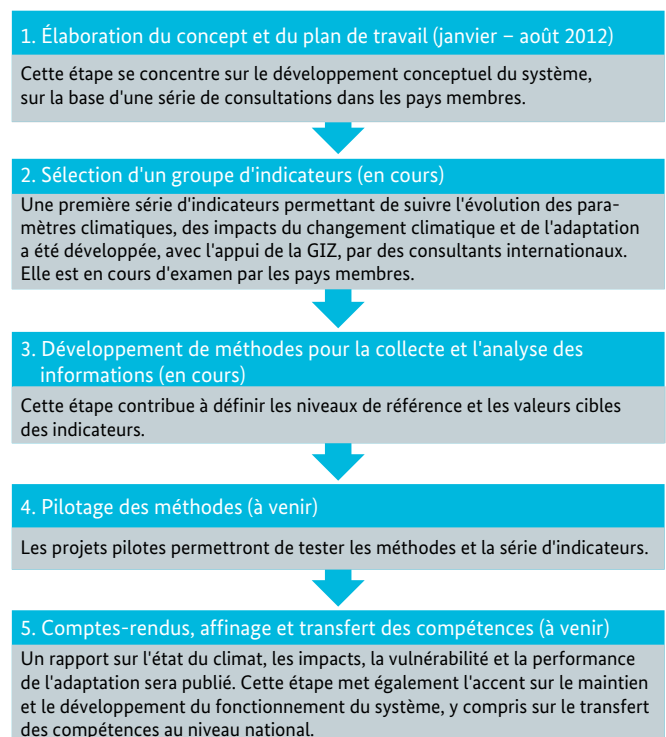 1. Élaboration du concept et du plan de travail (janvier – août 2012)
Cette étape se concentre sur le développement conceptuel du système,
sur la base d'une série de consultations dans les pays membres.
2. Sélection d'un groupe d'indicateurs (en cours)
Une première série d'indicateurs permettant de suivre l'évolution des para-
mètres climatiques, des impacts du changement climatique et de l'adaptation
a été développée, avec l'appui de la GIZ, par des consultants internationaux.
Elle est en cours d'examen par les pays membres.
3. Développement de méthodes pour la collecte et l'analyse des
informations (en cours)
Cette étape contribue à définir les niveaux de référence et les valeurs cibles
des indicateurs.
4. Pilotage des méthodes (à venir)
Les projets pilotes permettront de tester les méthodes et la série d'indicateurs.
5. Comptes-rendus, affinage et transfert des compétences (à venir)
Un rapport sur l'état du climat, les impacts, la vulnérabilité et la performance
de l'adaptation sera publié. Cette étape met également l'accent sur le maintien
et le développement du fonctionnement du système, y compris sur le transfert
des compétences au niveau national.